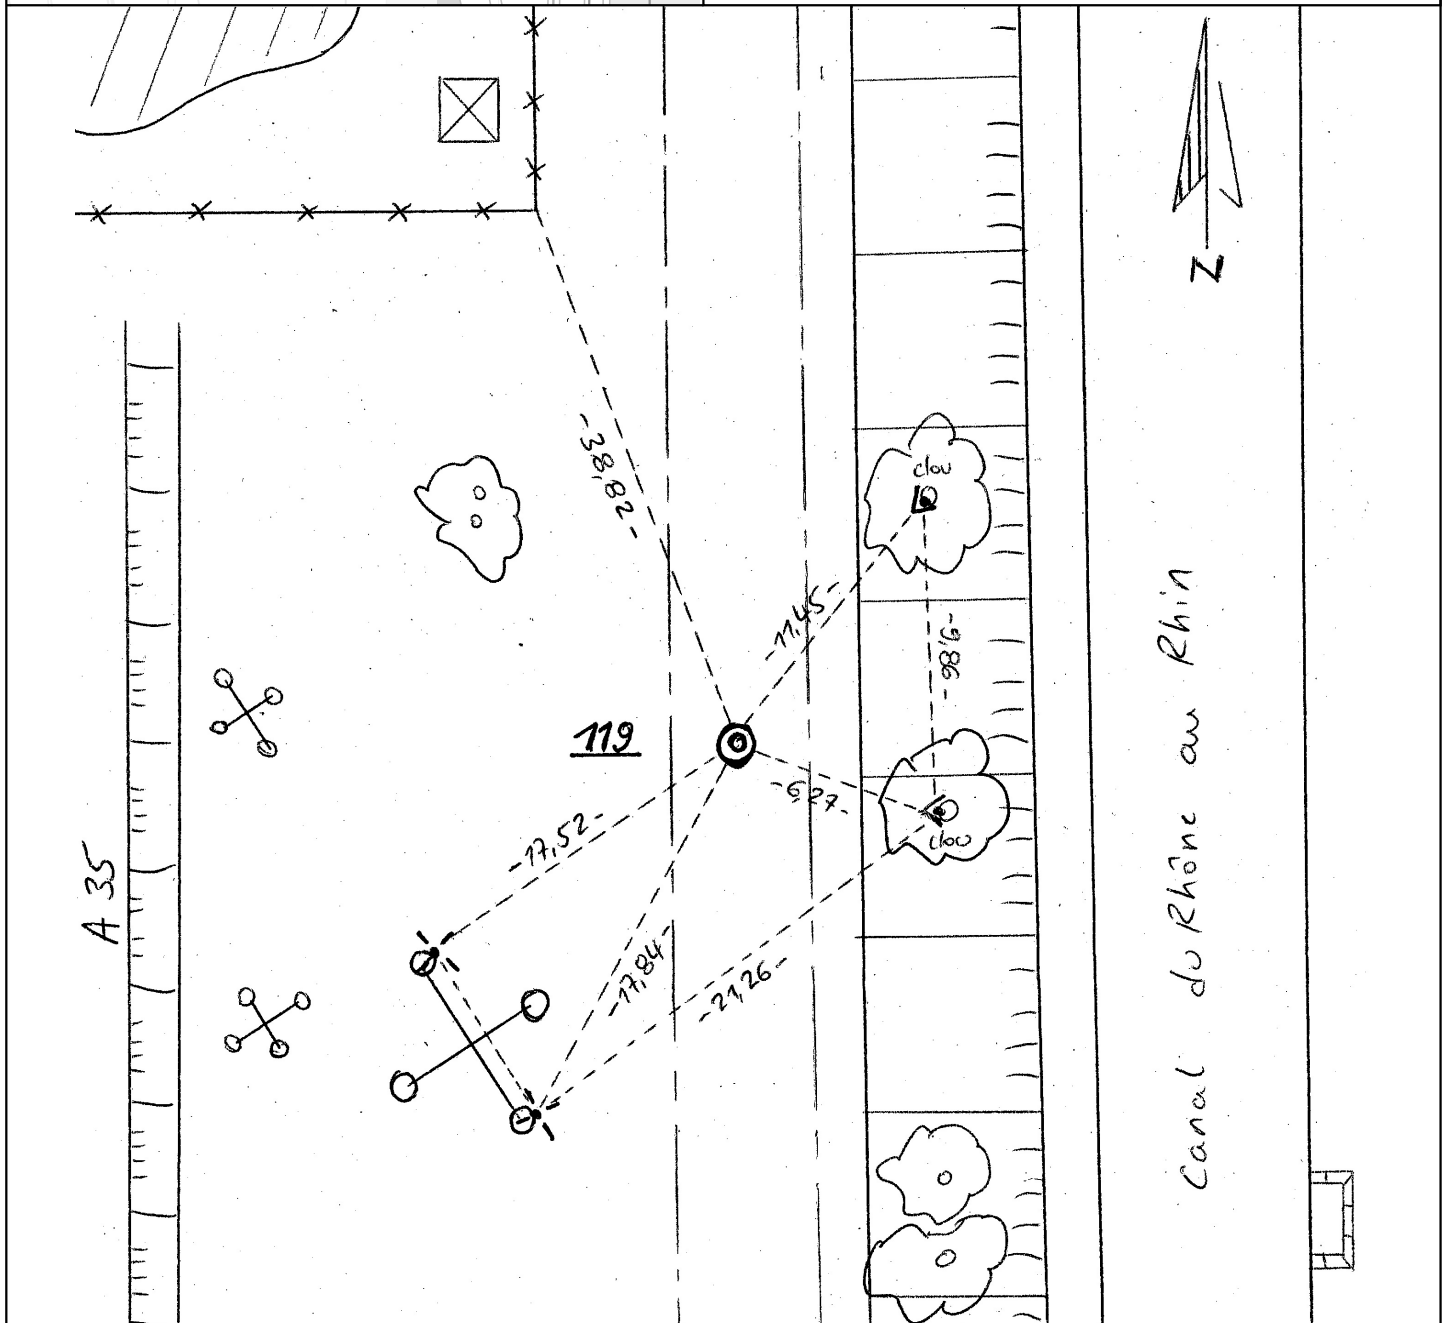 N
-38,82-
clou
-11,45-
-9,86-
119
-6,27-
clou
-17,52-
A 35
-17,84-
-21,26-
Canal du Rhône au Rhin